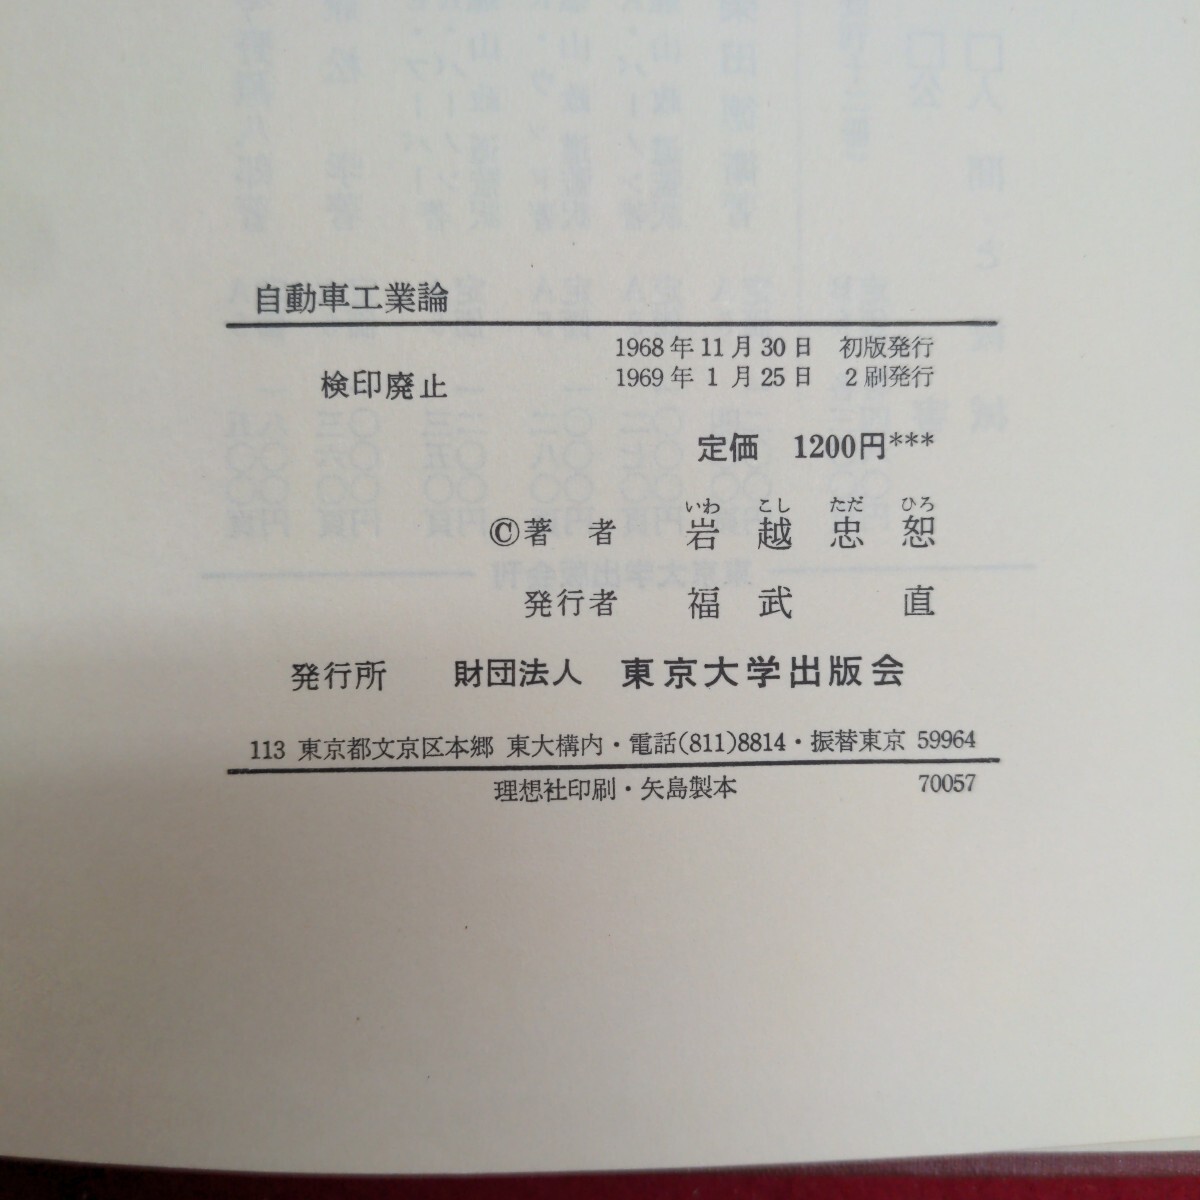 自動車工業論
1968年11月30日 初版発行
検印廃止
1969年1月25日 2刷発行
定価 1200円***
いわ こし ただ ひろ
©著者 岩越忠恕
発行者 福武 直
発行所 財団法人 東京大学出版会
113 東京都文京区本郷 東大構内・電話(811)8814・振替東京 59964
理想社印刷・矢島製本 70057